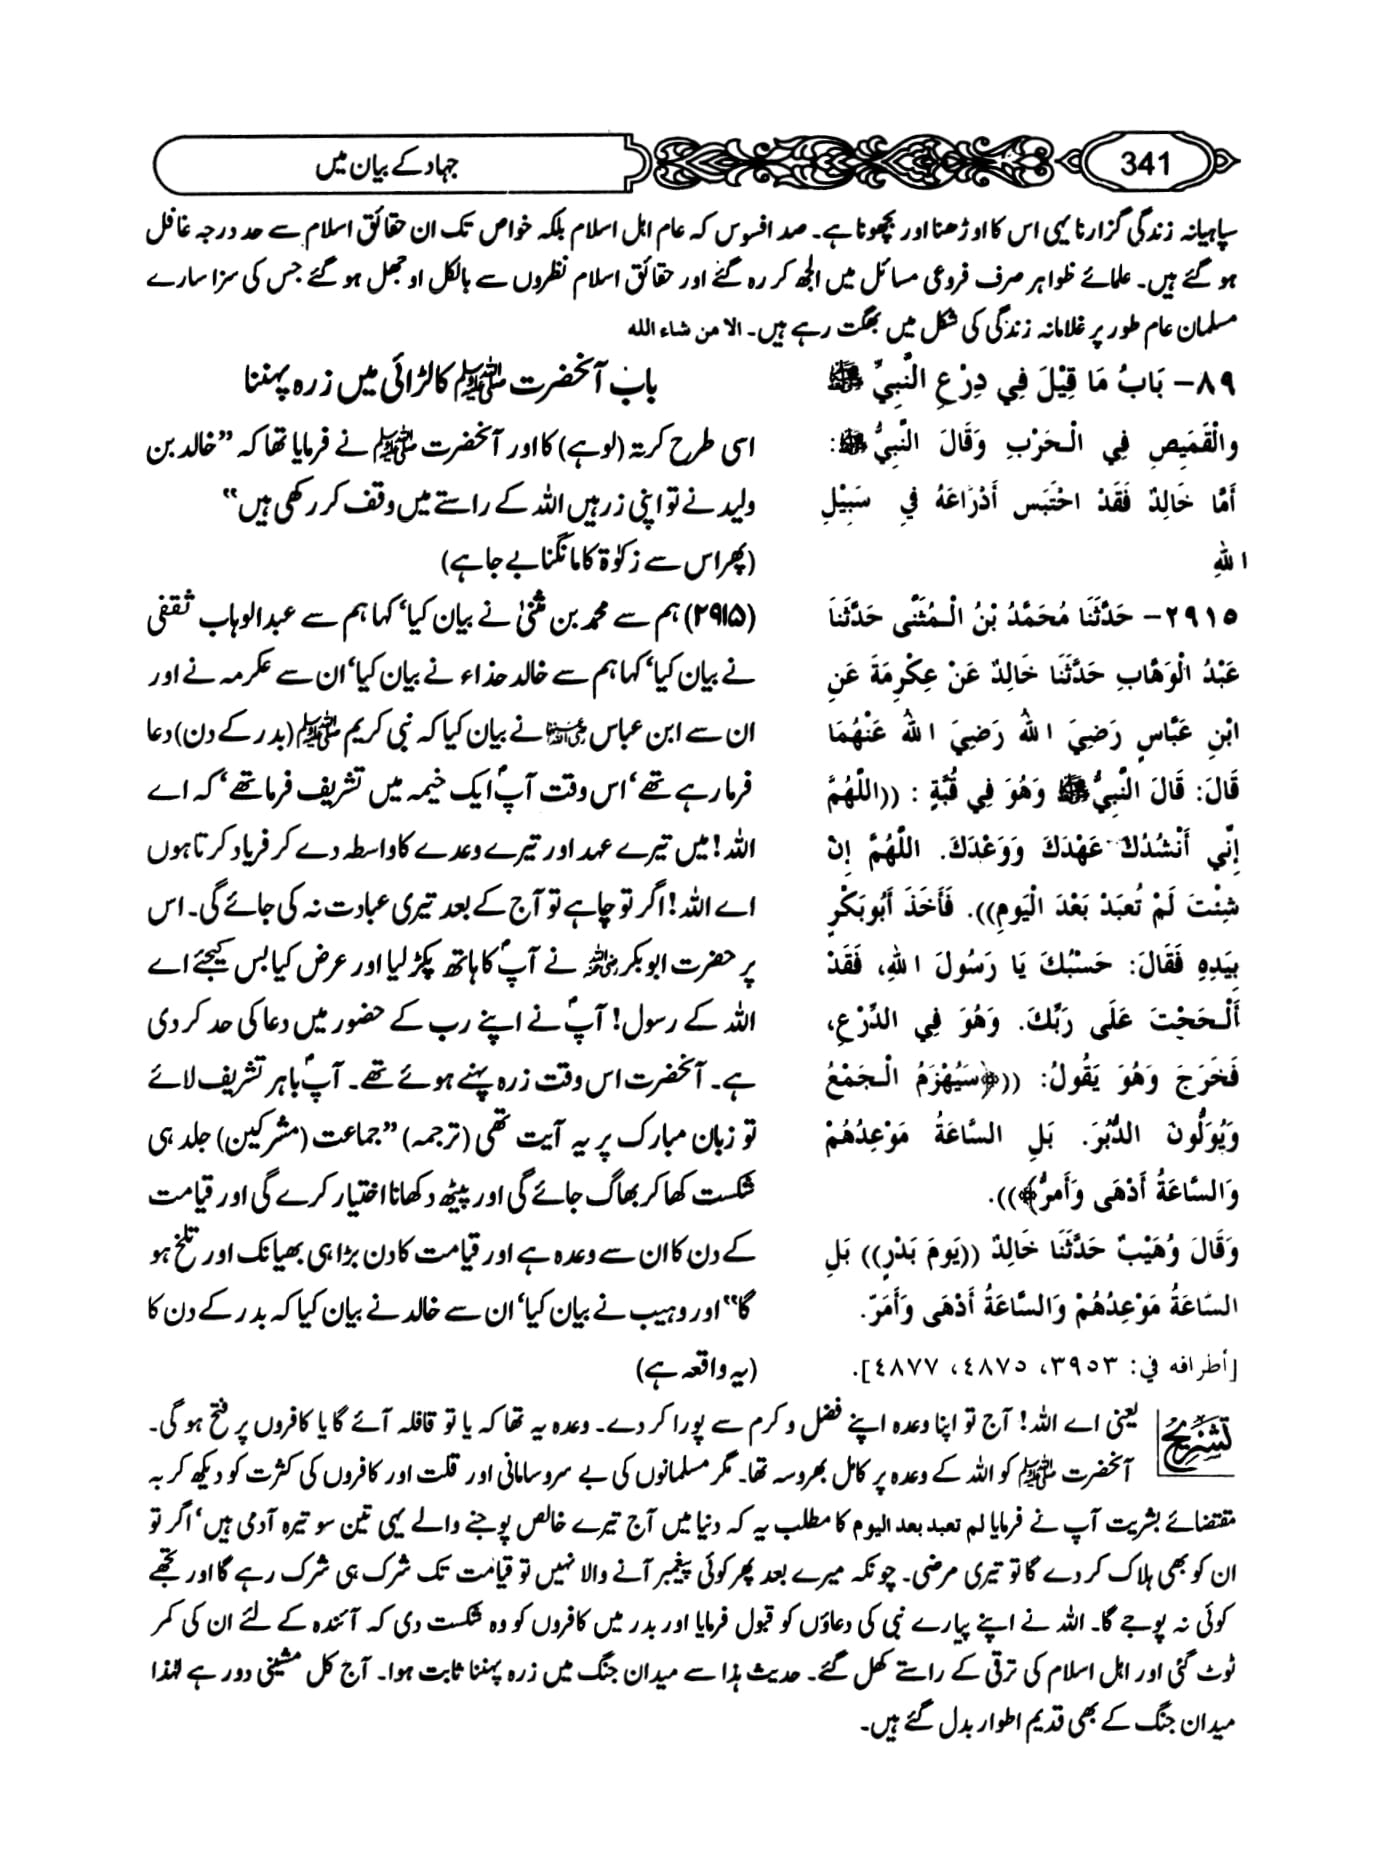 جہاد کے بیان میں
341
سپاہیانہ زندگی گزارنا یہی اس کا اوڑھنا اور بچھونا ہے۔ صد افسوس کہ عام اہل اسلام بلکہ خواص تک ان حقائق اسلام سے حد درجہ غافل
ہو گئے ہیں۔ علمائے ظواہر صرف فروعی مسائل میں الجھ کر رہ گئے اور حقائق اسلام نظروں سے بالکل اوجھل ہو گئے جس کی سزا سارے
مسلمان عام طور پر غلامانہ زندگی کی شکل میں بھگت رہے ہیں۔ الا من شاء الله
٨٩- بَابُ مَا قِيْلَ فِي دِرْعِ النَّبِيِّ ﷺ
والْقَمِيصِ فِي الْحَرْبِ وَقَالَ النَّبِيُّ ﷺ:
أَمَّا خَالِدٌ فَقَدْ احْتَبَس أَدْرَاعَهُ فِي سَبِيْلِ
اللهِ
٢٩١٥- حَدَّثَنَا مُحَمَّدُ بْنُ الْمُثَنَّى حَدَّثَنَا
عَبْدُ الْوَهَّابِ حَدَّثَنَا خَالِدٌ عَنْ عِكْرِمَةَ عَنِ
ابْنِ عَبَّاسٍ رَضِيَ اللهُ رَضِيَ اللهُ عَنْهُمَا
قَالَ: قَالَ النَّبِيُّ ﷺ وَهُوَ فِي قُبَّةٍ : ((اللَّهُمَّ
إِنِّي أَنْشُدُكَ عَهْدَكَ وَوَعْدَكَ. اللَّهُمَّ إِنْ
شِئْتَ لَمْ تُعبَدْ بَعْدَ الْيَومِ)). فَأَخَذَ أَبُوبَكْرٍ
بِيَدِهِ فَقَالَ: حَسْبُكَ يَا رَسُولَ اللهِ، فَقَدْ
أَلْحَحْتَ عَلَى رَبِّكَ. وَهُوَ فِي الدِّرْعِ،
فَخَرَجَ وَهُوَ يَقُولُ: ((﴿سَيُهْزَمُ الْجَمْعُ
وَيُوَلُّونَ الدُّبُرَ. بَلِ السَّاعَةُ مَوْعِدُهُمْ
وَالسَّاعَةُ أَدْهَى وَأَمَرُّ﴾)).
وَقَالَ وُهَيْبٌ حَدَّثَنَا خَالِدٌ ((يَومَ بَدْرٍ)) بَلِ
السَّاعَةُ مَوْعِدُهُمْ وَالسَّاعَةُ أَدْهَى وَأَمَرّ.
[أطرافه في: ٣٩٥٣، ٤٨٧٥، ٤٨٧٧].
باب آنحضرت ﷺ کا لڑائی میں زرہ پہننا
اسی طرح کرتہ (لوہے) کا اور آنحضرت ﷺ نے فرمایا تھا کہ ”خالد بن
ولید نے تو اپنی زرہیں اللہ کے راستے میں وقف کر رکھی ہیں“
(پھر اس سے زکوٰۃ کا مانگنا بے جا ہے)
(۲۹۱۵) ہم سے محمد بن مثنیٰ نے بیان کیا‘ کہا ہم سے عبدالوہاب ثقفی
نے بیان کیا‘ کہا ہم سے خالد حذاء نے بیان کیا‘ ان سے عکرمہ نے اور
ان سے ابن عباس رضی اللہ عنہما نے بیان کیا کہ نبی کریم ﷺ (بدر کے دن) دعا
فرما رہے تھے‘ اس وقت آپؐ ایک خیمہ میں تشریف فرما تھے‘ کہ اے
اللہ! میں تیرے عہد اور تیرے وعدے کا واسطہ دے کر فریاد کرتا ہوں
اے اللہ! اگر تو چاہے تو آج کے بعد تیری عبادت نہ کی جائے گی۔ اس
پر حضرت ابوبکر رضی اللہ عنہ نے آپؐ کا ہاتھ پکڑ لیا اور عرض کیا بس کیجئے اے
اللہ کے رسول! آپؐ نے اپنے رب کے حضور میں دعا کی حد کر دی
ہے۔ آنحضرت اس وقت زرہ پہنے ہوئے تھے۔ آپؐ باہر تشریف لائے
تو زبان مبارک پر یہ آیت تھی (ترجمہ) ”جماعت (مشرکین) جلد ہی
شکست کھا کر بھاگ جائے گی اور پیٹھ دکھانا اختیار کرے گی اور قیامت
کے دن کا ان سے وعدہ ہے اور قیامت کا دن بڑا ہی بھیانک اور تلخ ہو
گا“ اور وہیب نے بیان کیا‘ ان سے خالد نے بیان کیا کہ بدر کے دن کا
(یہ واقعہ ہے)
تشریح
یعنی اے اللہ! آج تو اپنا وعدہ اپنے فضل و کرم سے پورا کر دے۔ وعدہ یہ تھا کہ یا تو قافلہ آئے گا یا کافروں پر فتح ہو گی۔
آنحضرت ﷺ کو اللہ کے وعدہ پر کامل بھروسہ تھا۔ مگر مسلمانوں کی بے سروسامانی اور قلت اور کافروں کی کثرت کو دیکھ کر بہ
مقتضائے بشریت آپ نے فرمایا لم تعبد بعد الیوم کا مطلب یہ کہ دنیا میں آج تیرے خالص پوجنے والے یہی تین سو تیرہ آدمی ہیں‘ اگر تو
ان کو بھی ہلاک کر دے گا تو تیری مرضی۔ چونکہ میرے بعد پھر کوئی پیغمبر آنے والا نہیں تو قیامت تک شرک ہی شرک رہے گا اور تجھے
کوئی نہ پوجے گا۔ اللہ نے اپنے پیارے نبی کی دعاؤں کو قبول فرمایا اور بدر میں کافروں کو وہ شکست دی کہ آئندہ کے لئے ان کی کمر
ٹوٹ گئی اور اہل اسلام کی ترقی کے راستے کھل گئے۔ حدیث ہذا سے میدان جنگ میں زرہ پہننا ثابت ہوا۔ آج کل مشینی دور ہے لہٰذا
میدان جنگ کے بھی قدیم اطوار بدل گئے ہیں۔